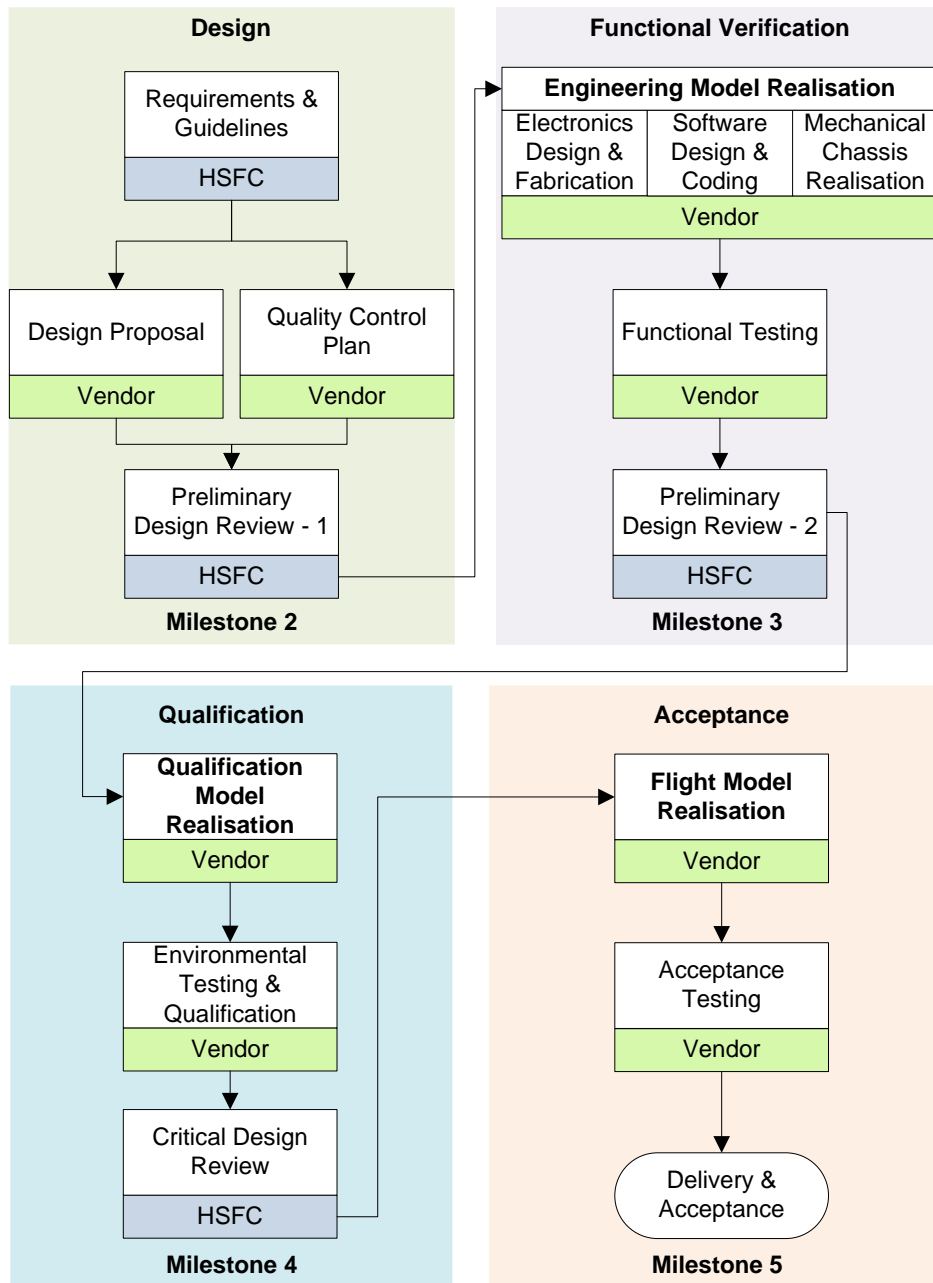 Design
Requirements &
Guidelines
HSFC
Design Proposal
Vendor
Quality Control
Plan
Vendor
Preliminary
Design Review - 1
HSFC
Milestone 2
Functional Verification
Engineering Model Realisation
Electronics
Design &
Fabrication
Software
Design &
Coding
Mechanical
Chassis
Realisation
Vendor
Functional Testing
Vendor
Preliminary
Design Review - 2
HSFC
Milestone 3
Qualification
Qualification
Model
Realisation
Vendor
Environmental
Testing &
Qualification
Vendor
Critical Design
Review
HSFC
Milestone 4
Acceptance
Flight Model
Realisation
Vendor
Acceptance
Testing
Vendor
Delivery &
Acceptance
Milestone 5